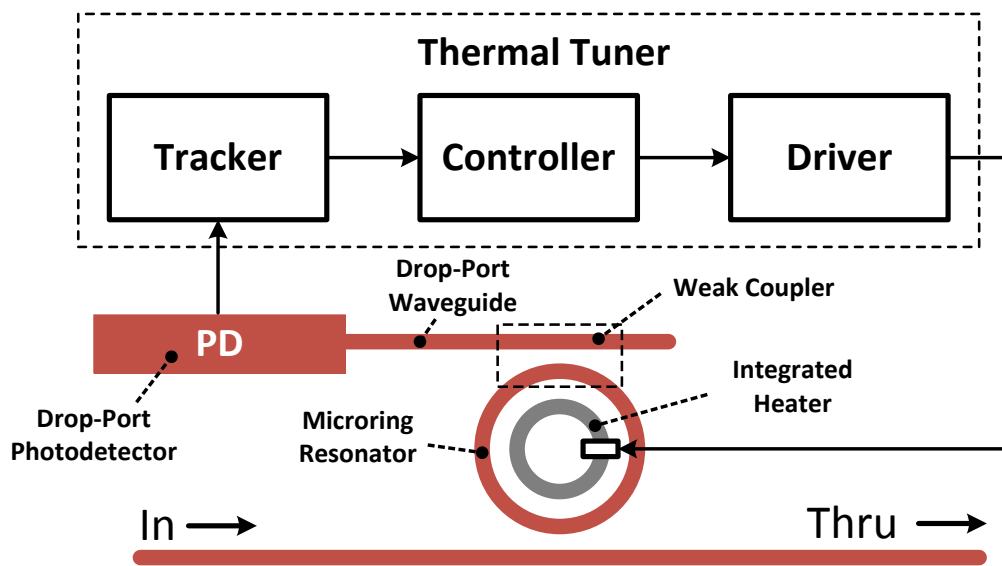 Thermal Tuner
Tracker
Controller
Driver
Drop-Port
Waveguide
Weak Coupler
PD
Integrated
Heater
Drop-Port
Photodetector
Microring
Resonator
In
Thru